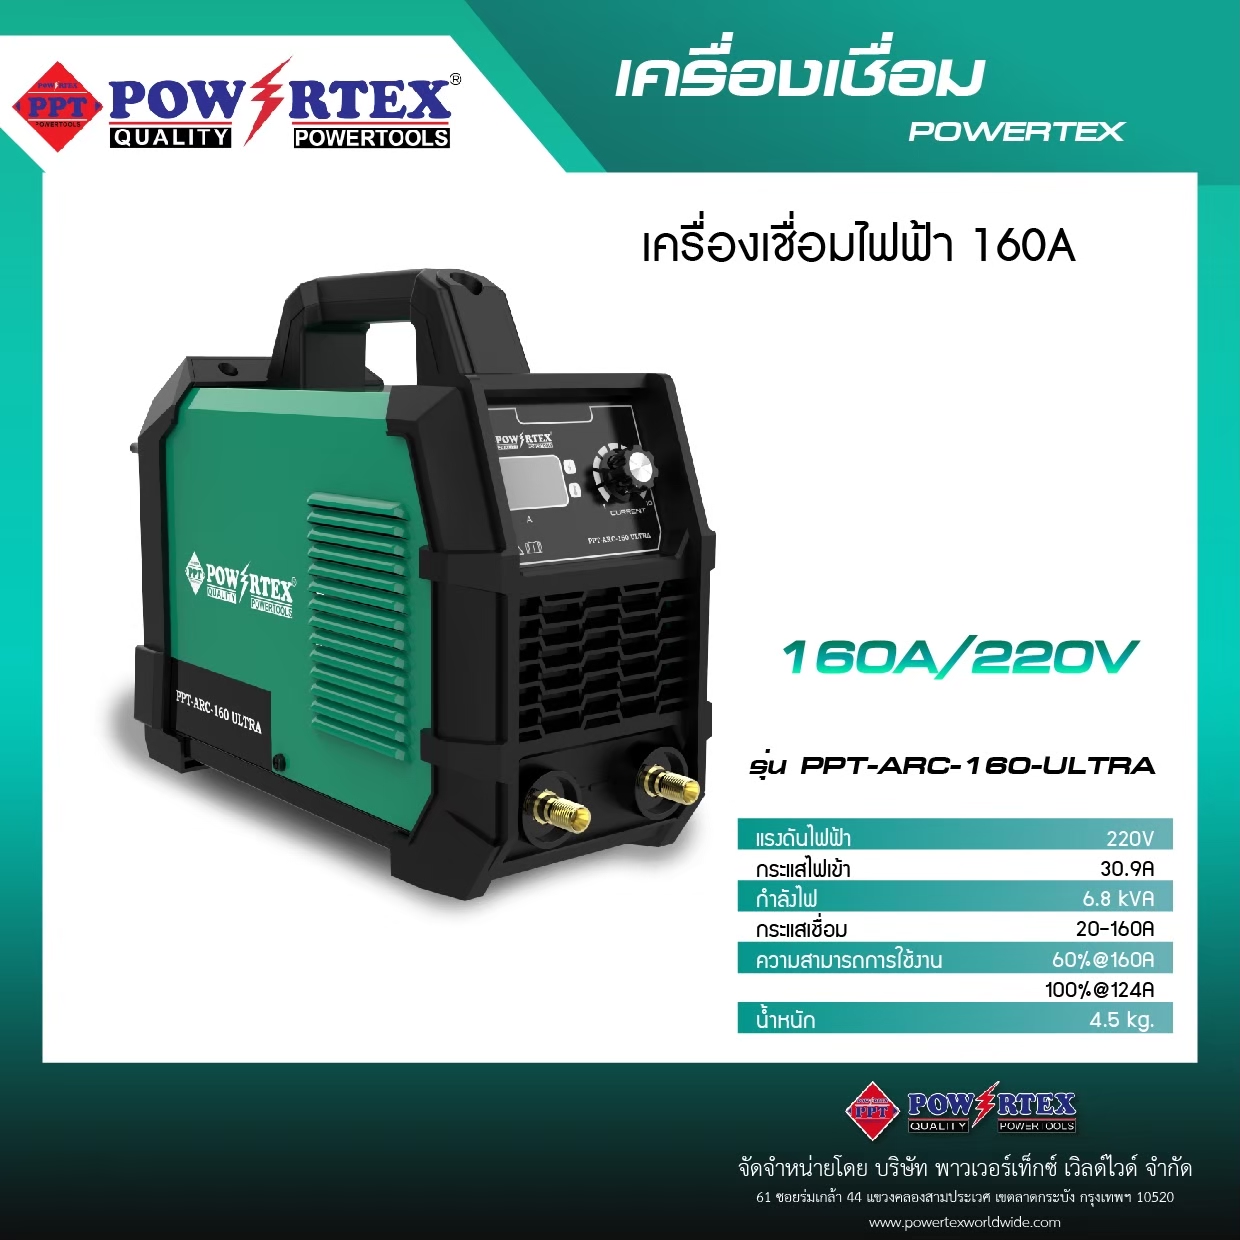 PPT
POWERTEX
POWERTOOLS
POWERTEX®
QUALITY POWERTOOLS
เครื่องเชื่อม
POWERTEX
เครื่องเชื่อมไฟฟ้า 160A
POWERTEX
A
CURRENT
PPT-ARC-160 ULTRA
PPT
POWERTEX®
QUALITY POWERTOOLS
PPT-ARC-160 ULTRA
160A/220V
รุ่น PPT-ARC-160-ULTRA
แรงดันไฟฟ้า 220V
กระแสไฟเข้า 30.9A
กำลังไฟ 6.8 kVA
กระแสเชื่อม 20-160A
ความสามารถการใช้งาน 60%@160A
100%@124A
น้ำหนัก 4.5 kg.
PPT
POWERTEX
QUALITY POWERTOOLS
จัดจำหน่ายโดย บริษัท พาวเวอร์เท็กซ์ เวิลด์ไวด์ จำกัด
61 ซอยร่มเกล้า 44 แขวงคลองสามประเวศ เขตลาดกระบัง กรุงเทพฯ 10520
www.powertexworldwide.com